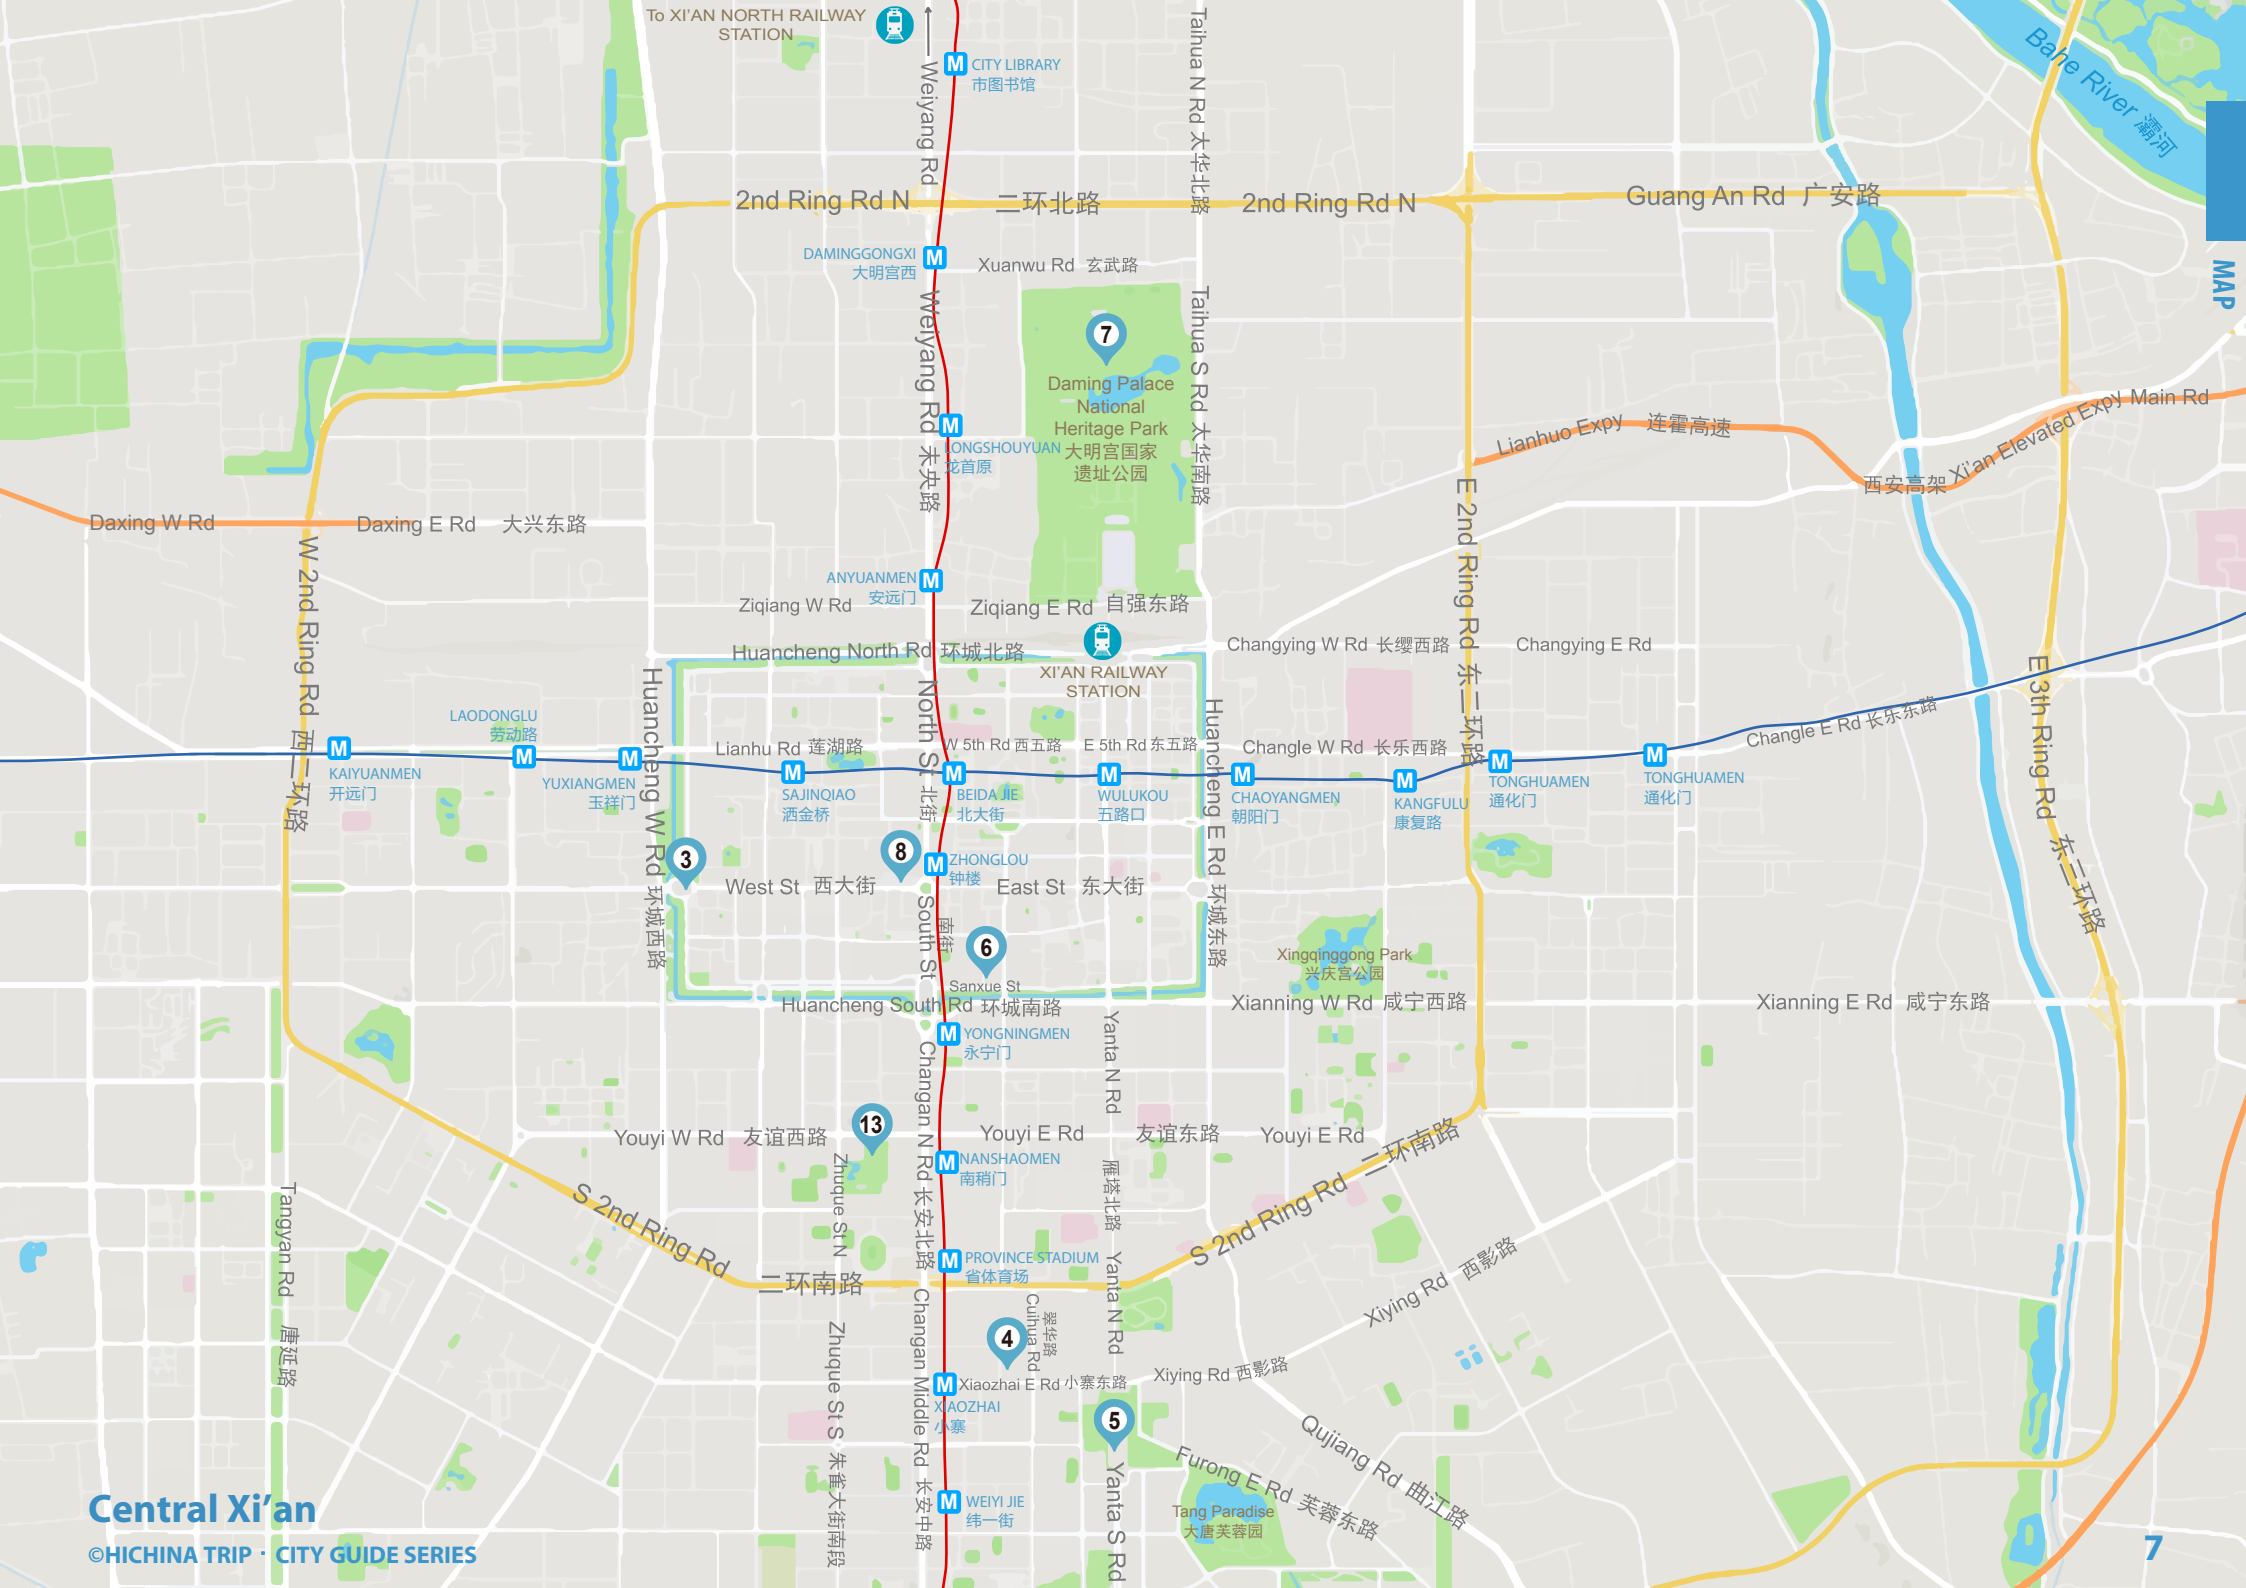 To XI'AN NORTH RAILWAY
STATION
M
CITY LIBRARY
市图书馆
Weiyang Rd
Taihua N Rd 太华北路
Bahe River 灞河
MAP
2nd Ring Rd N
二环北路
2nd Ring Rd N
Guang An Rd 广安路
DAMINGGONGXI
大明宫西
M
Xuanwu Rd 玄武路
Weiyang Rd 未央路
7
Daming Palace
National
Heritage Park
大明宫国家
遗址公园
Taihua S Rd 太华南路
M
LONGSHOUYUAN
龙首原
Lianhuo Expy 连霍高速
西安高架 Xi'an Elevated Expy Main Rd
Daxing W Rd
Daxing E Rd 大兴东路
W 2nd Ring Rd 西二环路
E 2nd Ring Rd 东二环路
ANYUANMEN
安远门
M
Ziqiang W Rd
Ziqiang E Rd 自强东路
Huancheng North Rd 环城北路
XI'AN RAILWAY
STATION
Changying W Rd 长缨西路
Changying E Rd
Huancheng W Rd 环城西路
North St 北街
Huancheng E Rd 环城东路
E 3th Ring Rd 东三环路
LAODONGLU
劳动路
M
M
KAIYUANMEN
开远门
M
YUXIANGMEN
玉祥门
Lianhu Rd 莲湖路
W 5th Rd 西五路
E 5th Rd 东五路
Changle W Rd 长乐西路
Changle E Rd 长乐东路
M
SAJINQIAO
洒金桥
M
BEIDA JIE
北大街
M
WULUKOU
五路口
M
CHAOYANGMEN
朝阳门
M
KANGFULU
康复路
M
TONGHUAMEN
通化门
M
TONGHUAMEN
通化门
3
8
M
ZHONGLOU
钟楼
West St 西大街
East St 东大街
South St 南街
6
Sanxue St
Xingqinggong Park
兴庆宫公园
Huancheng South Rd 环城南路
Xianning W Rd 咸宁西路
Xianning E Rd 咸宁东路
M
YONGNINGMEN
永宁门
Changan N Rd 长安北路
Yanta N Rd 雁塔北路
13
Youyi W Rd 友谊西路
Youyi E Rd 友谊东路
Youyi E Rd
M
NANSHAOMEN
南稍门
Zhuque St N
Tangyan Rd 唐延路
S 2nd Ring Rd
二环南路
S 2nd Ring Rd 二环南路
M
PROVINCE STADIUM
省体育场
Yanta N Rd
Xiying Rd 西影路
Changan Middle Rd 长安中路
Zhuque St S 朱雀大街南段
4
Cuihua Rd
翠华路
M
Xiaozhai E Rd 小寨东路
Xiying Rd 西影路
XIAOZHAI
小寨
5
Qujiang Rd 曲江路
Furong E Rd 芙蓉东路
Yanta S Rd
Tang Paradise
大唐芙蓉园
M
WEIYI JIE
纬一街
Central Xi'an
©HICHINA TRIP · CITY GUIDE SERIES
7